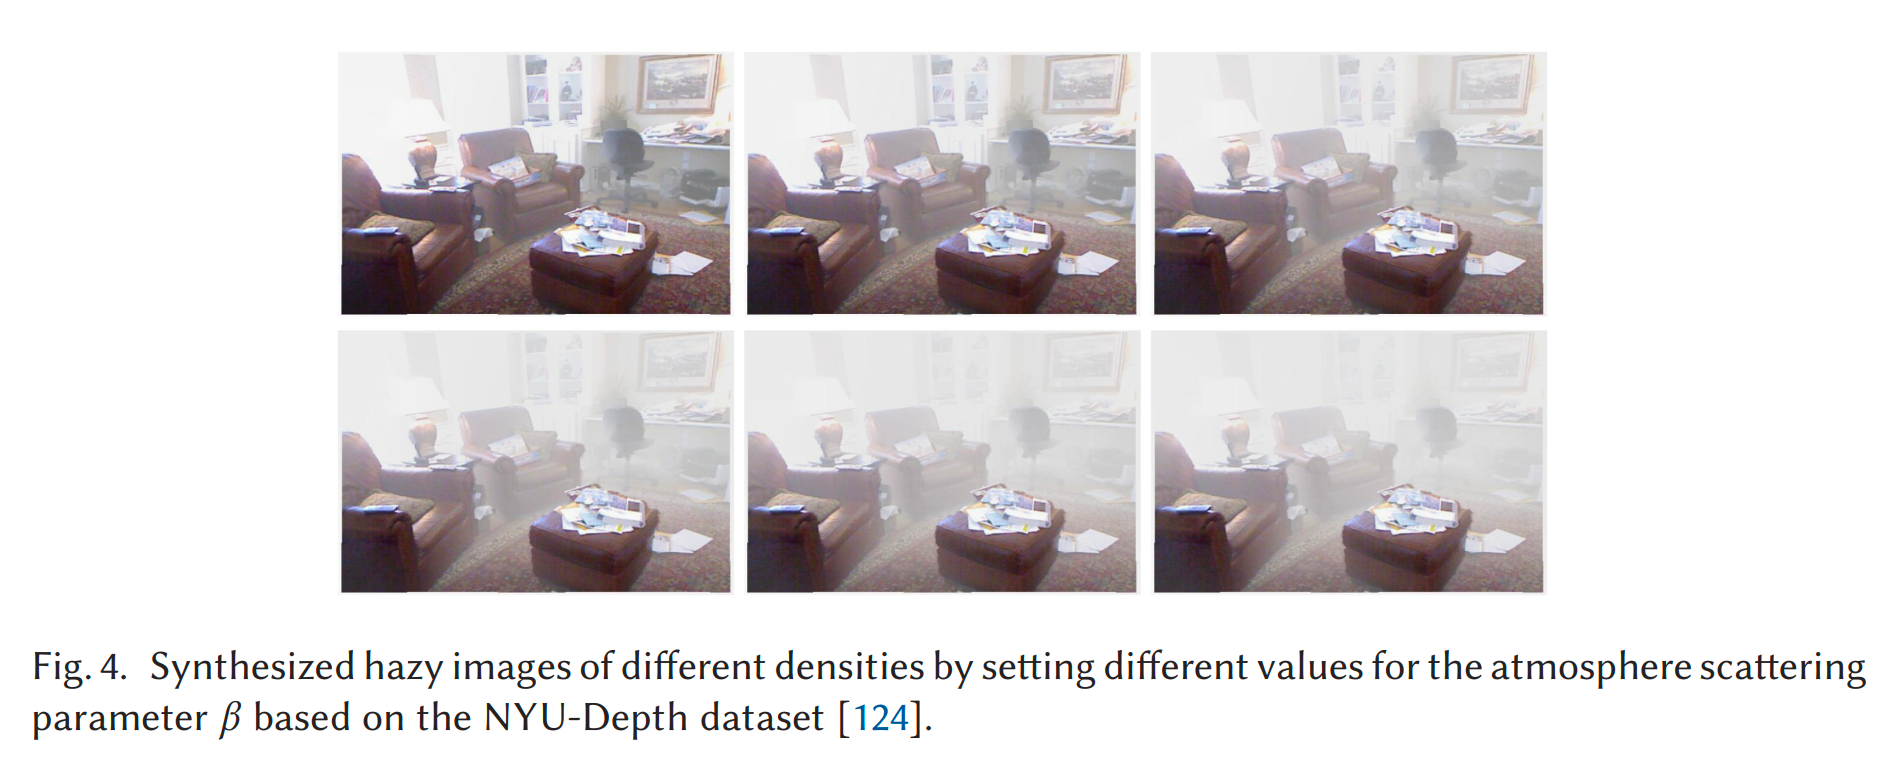 Fig. 4. Synthesized hazy images of different densities by setting different values for the atmosphere scattering
parameter β based on the NYU-Depth dataset [124].